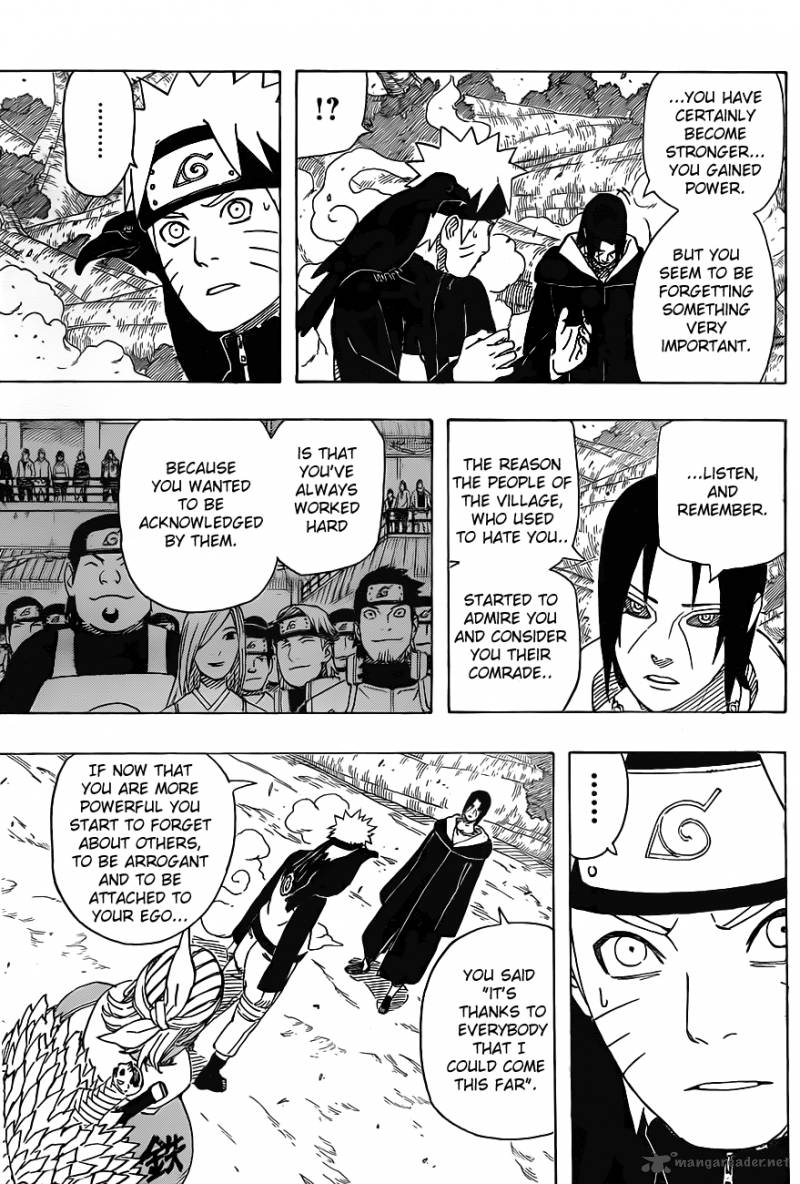 ...YOU HAVE
CERTAINLY
BECOME
STRONGER...
YOU GAINED
POWER.
BUT YOU
SEEM TO BE
FORGETTING
SOMETHING
VERY
IMPORTANT.
!?
........
...LISTEN,
AND
REMEMBER.
THE REASON
THE PEOPLE OF
THE VILLAGE,
WHO USED
TO HATE YOU..
STARTED TO
ADMIRE YOU
AND CONSIDER
YOU THEIR
COMRADE..
IS THAT
YOU'VE
ALWAYS
WORKED
HARD
BECAUSE
YOU WANTED
TO BE
ACKNOWLEDGED
BY THEM.
......
YOU SAID
"IT'S
THANKS TO
EVERYBODY
THAT I
COULD COME
THIS FAR".
IF NOW THAT
YOU ARE MORE
POWERFUL YOU
START TO FORGET
ABOUT OTHERS,
TO BE ARROGANT
AND TO BE
ATTACHED TO
YOUR EGO...
鉄
mangareader.net